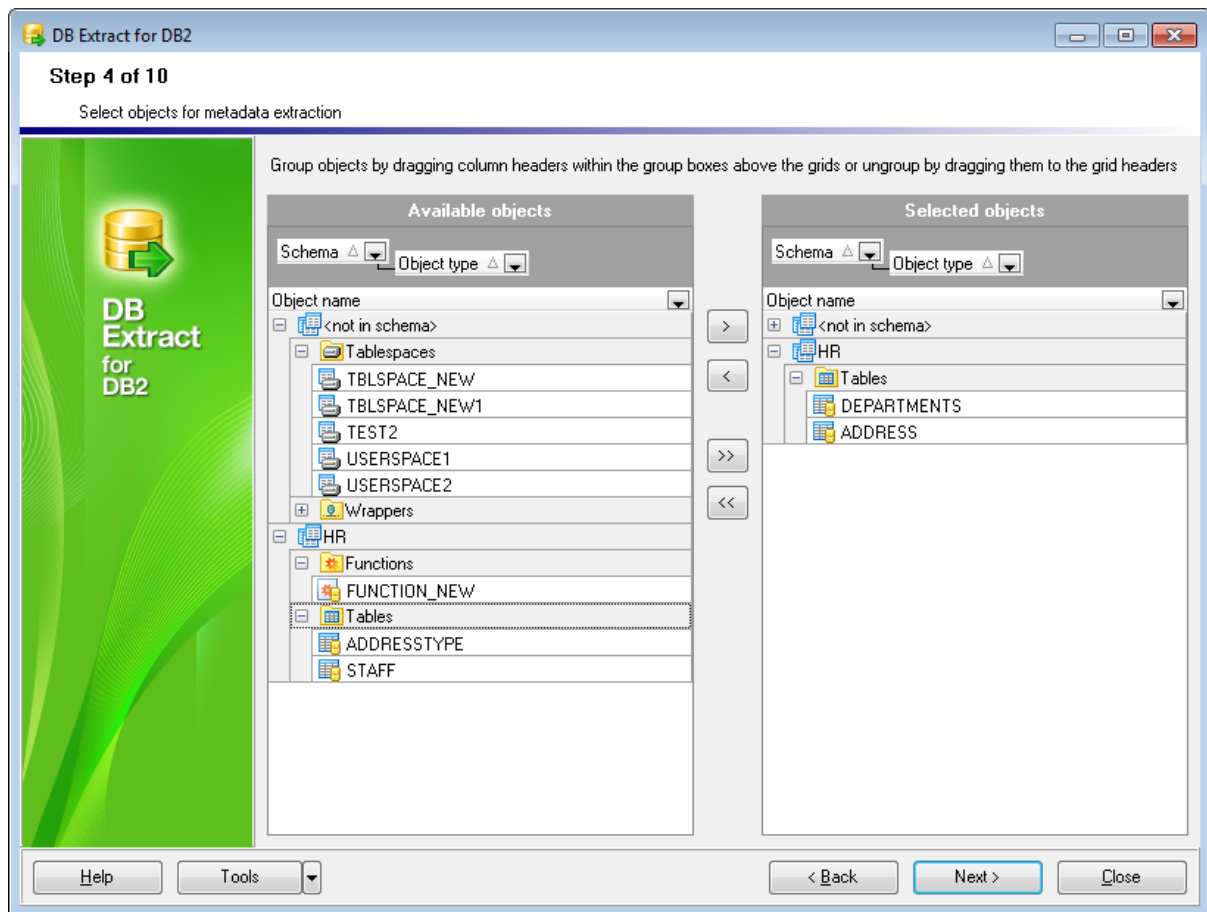 DB Extract for DB2
Step 4 of 10
Select objects for metadata extraction
DB
Extract
for
DB2
Group objects by dragging column headers within the group boxes above the grids or ungroup by dragging them to the grid headers
Available objects
Schema
Object type
Object name
<not in schema>
Tablespaces
TBLSPACE_NEW
TBLSPACE_NEW1
TEST2
USERSPACE1
USERSPACE2
Wrappers
HR
Functions
FUNCTION_NEW
Tables
ADDRESSTYPE
STAFF
>
<
>>
<<
Selected objects
Schema
Object type
Object name
<not in schema>
HR
Tables
DEPARTMENTS
ADDRESS
Help
Tools
< Back
Next >
Close